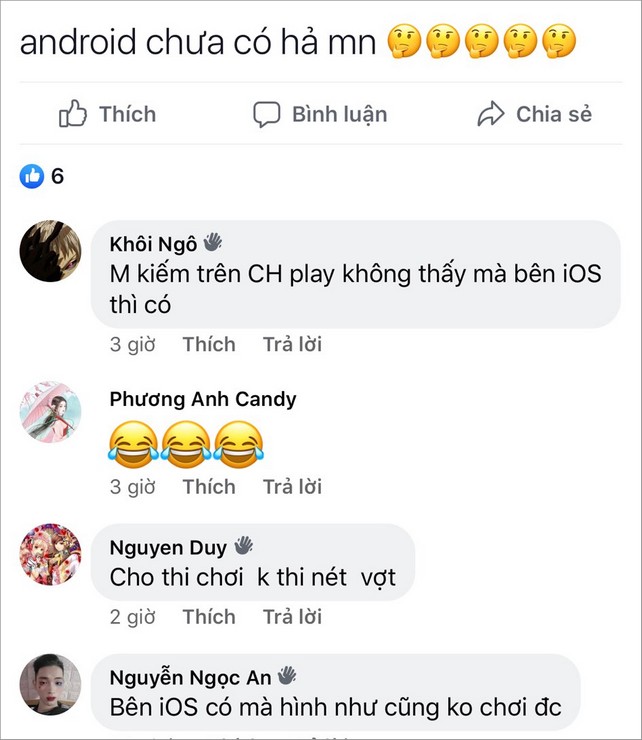 android chưa có hả mn 🤔🤔🤔🤔🤔
Thích Bình luận Chia sẻ
6
Khôi Ngô
M kiếm trên CH play không thấy mà bên iOS
thì có
3 giờ Thích Trả lời
Phương Anh Candy
😂😂😂
3 giờ Thích Trả lời
Nguyen Duy
Cho thi chơi k thi nét vợt
2 giờ Thích Trả lời
Nguyễn Ngọc An
Bên iOS có mà hình như cũng ko chơi đc